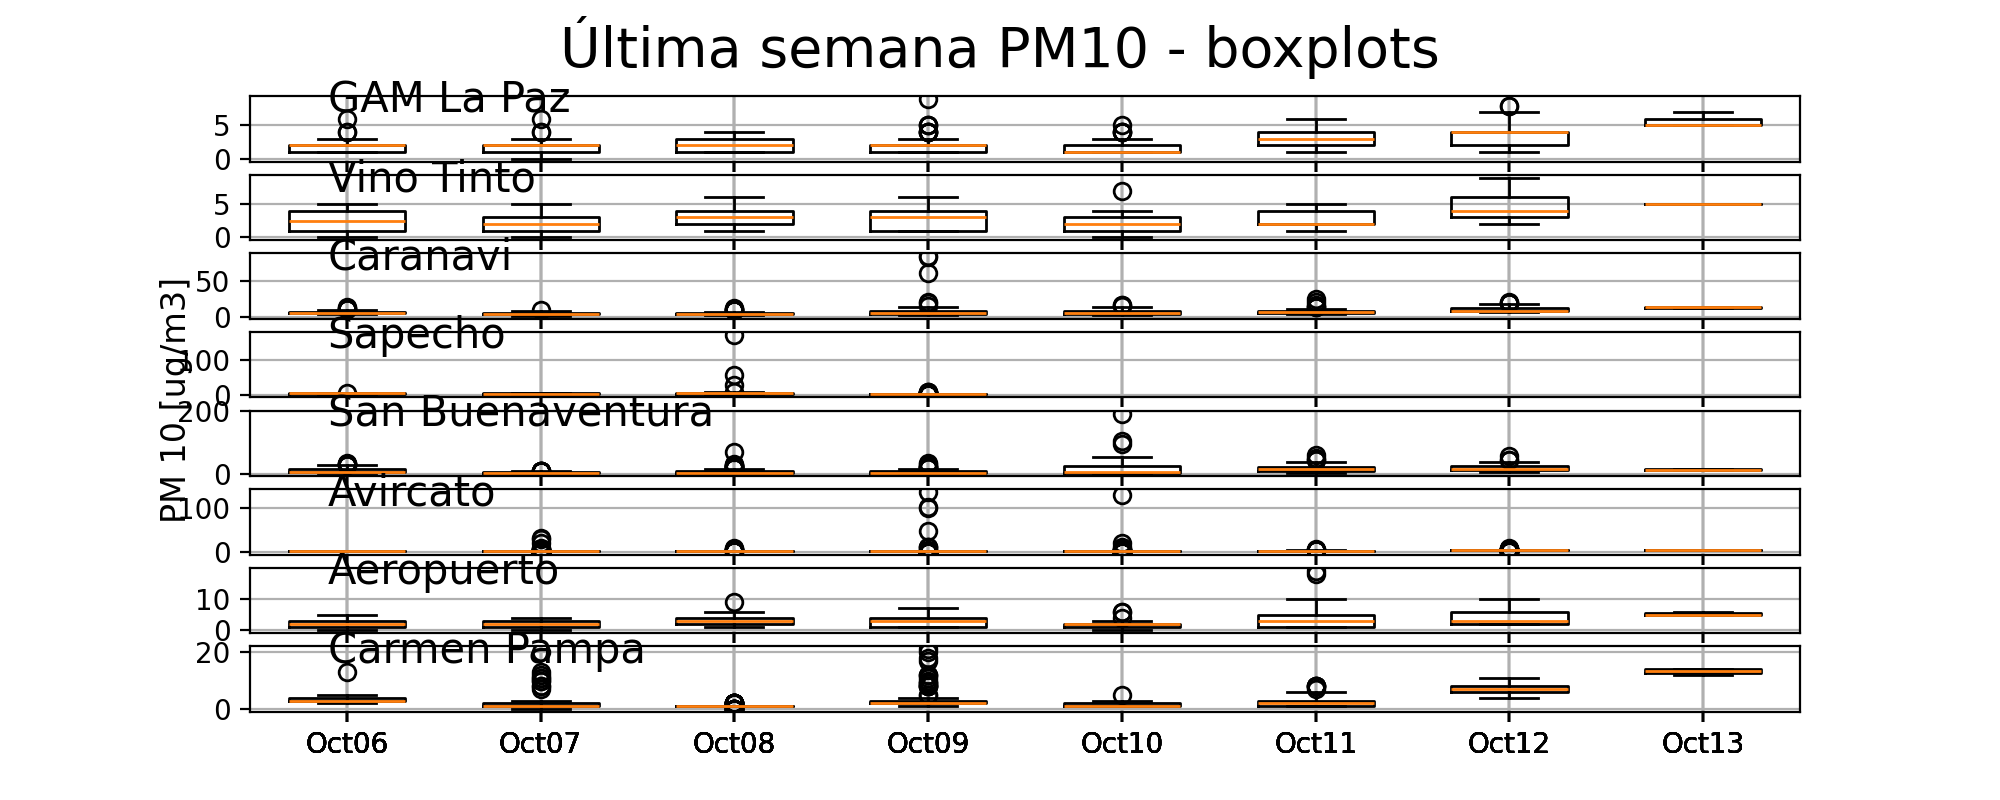 Última semana PM10 - boxplots
GAM La Paz
5
0
Vino Tinto
5
0
Caranavi
50
0
Sapecho
100
0
San Buenaventura
200
0
Avircato
100
0
Aeropuerto
10
0
Carmen Pampa
20
0
PM 10 [ug/m3]
Oct06 Oct07 Oct08 Oct09 Oct10 Oct11 Oct12 Oct13